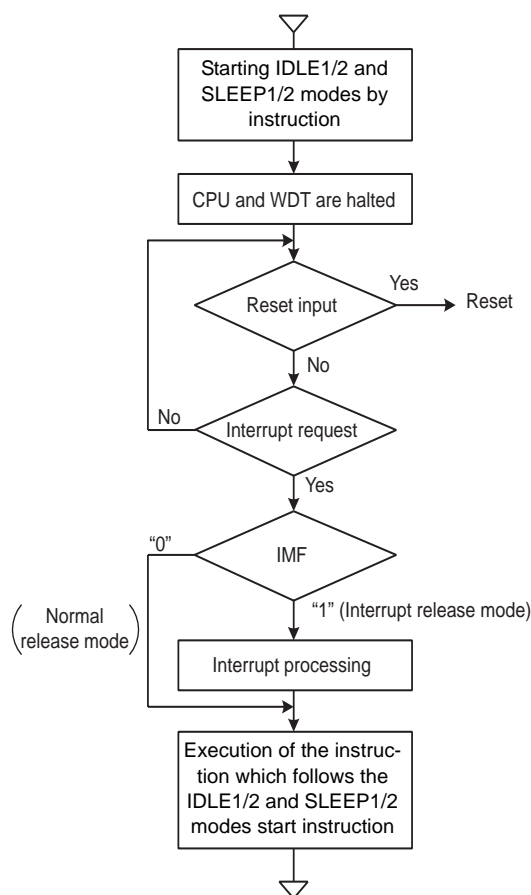 Starting IDLE1/2 and
SLEEP1/2 modes by
instruction
CPU and WDT are halted
Reset input
Yes
Reset
No
Interrupt request
No
Yes
IMF
“0”
(Normal
release mode)
“1” (Interrupt release mode)
Interrupt processing
Execution of the instruc-
tion which follows the
IDLE1/2 and SLEEP1/2
modes start instruction